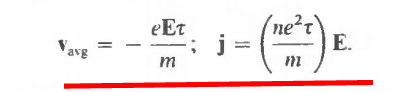 v_avg = − eEτ/m; j = (ne²τ/m) E.